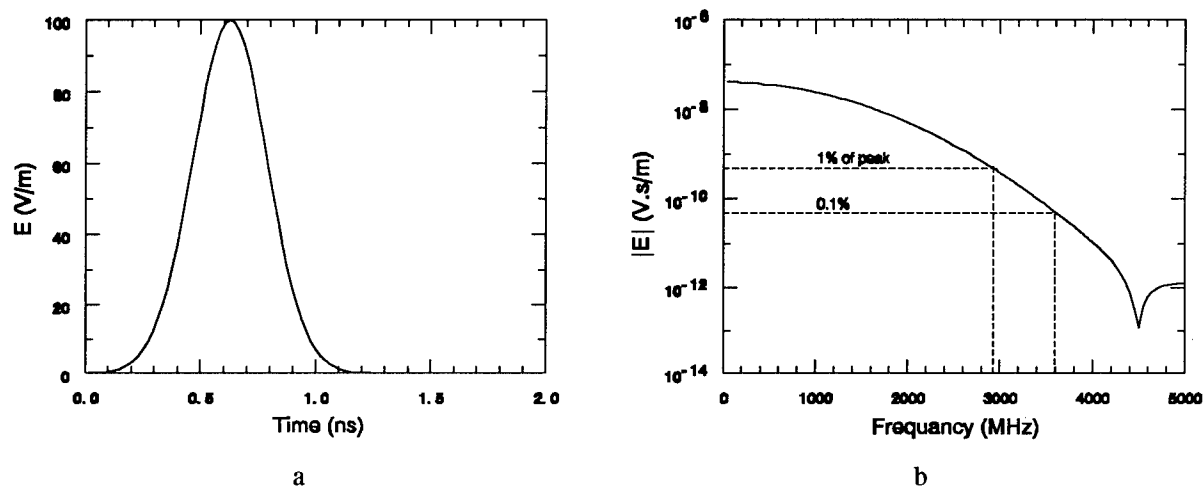 E (V/m)
100
80
60
40
20
0
0.0 0.5 1.0 1.5 2.0
Time (ns)
a
|E| (V.s/m)
10-6
10-8
10-10
10-12
10-14
1% of peak
0.1%
0 1000 2000 3000 4000 5000
Frequancy (MHz)
b